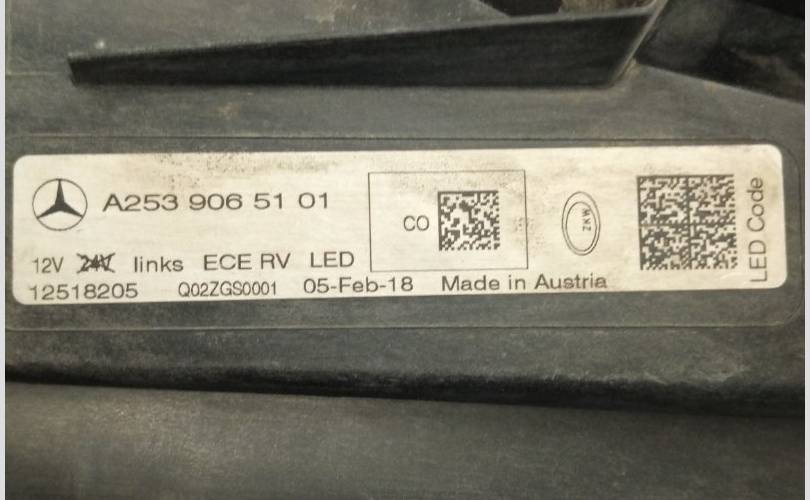 A253 906 51 01
CO
MKZ
12V 24V links ECE RV LED
12518205 Q02ZGS0001 05-Feb-18 Made in Austria
LED Code